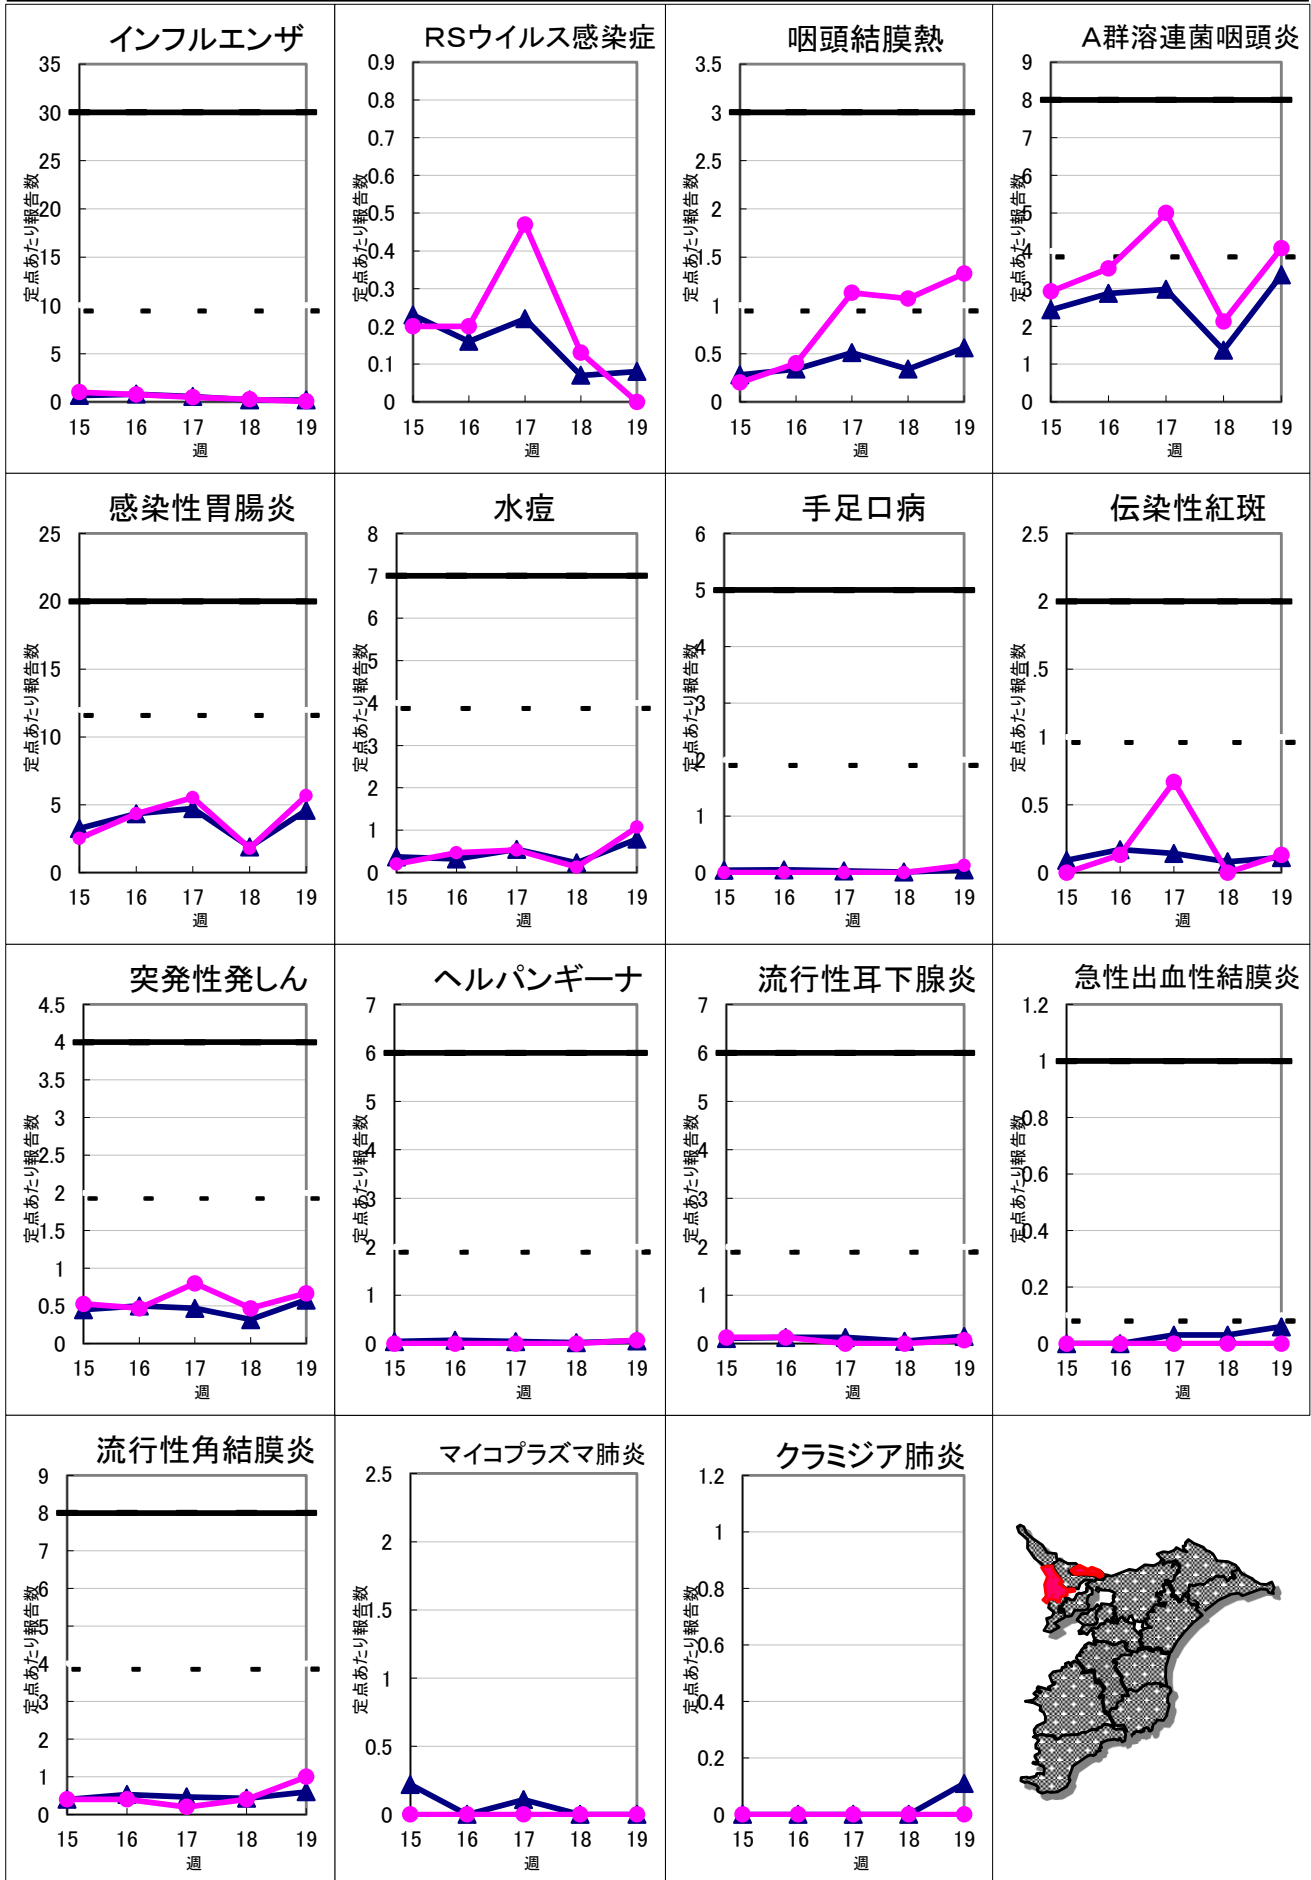 インフルエンザ
35
30
25
20
15
10
5
0
定点あたり報告数
15 16 17 18 19
週
RSウイルス感染症
0.9
0.8
0.7
0.6
0.5
0.4
0.3
0.2
0.1
0
定点あたり報告数
15 16 17 18 19
週
咽頭結膜熱
3.5
3
2.5
2
1.5
1
0.5
0
定点あたり報告数
15 16 17 18 19
週
A群溶連菌咽頭炎
9
8
7
6
5
4
3
2
1
0
定点あたり報告数
15 16 17 18 19
週
感染性胃腸炎
25
20
15
10
5
0
定点あたり報告数
15 16 17 18 19
週
水痘
8
7
6
5
4
3
2
1
0
定点あたり報告数
15 16 17 18 19
週
手足口病
6
5
4
3
2
1
0
定点あたり報告数
15 16 17 18 19
週
伝染性紅斑
2.5
2
1.5
1
0.5
0
定点あたり報告数
15 16 17 18 19
週
突発性発しん
4.5
4
3.5
3
2.5
2
1.5
1
0.5
0
定点あたり報告数
15 16 17 18 19
週
ヘルパンギーナ
7
6
5
4
3
2
1
0
定点あたり報告数
15 16 17 18 19
週
流行性耳下腺炎
7
6
5
4
3
2
1
0
定点あたり報告数
15 16 17 18 19
週
急性出血性結膜炎
1.2
1
0.8
0.6
0.4
0.2
0
定点あたり報告数
15 16 17 18 19
週
流行性角結膜炎
9
8
7
6
5
4
3
2
1
0
定点あたり報告数
15 16 17 18 19
週
マイコプラズマ肺炎
2.5
2
1.5
1
0.5
0
定点あたり報告数
15 16 17 18 19
週
クラミジア肺炎
1.2
1
0.8
0.6
0.4
0.2
0
定点あたり報告数
15 16 17 18 19
週